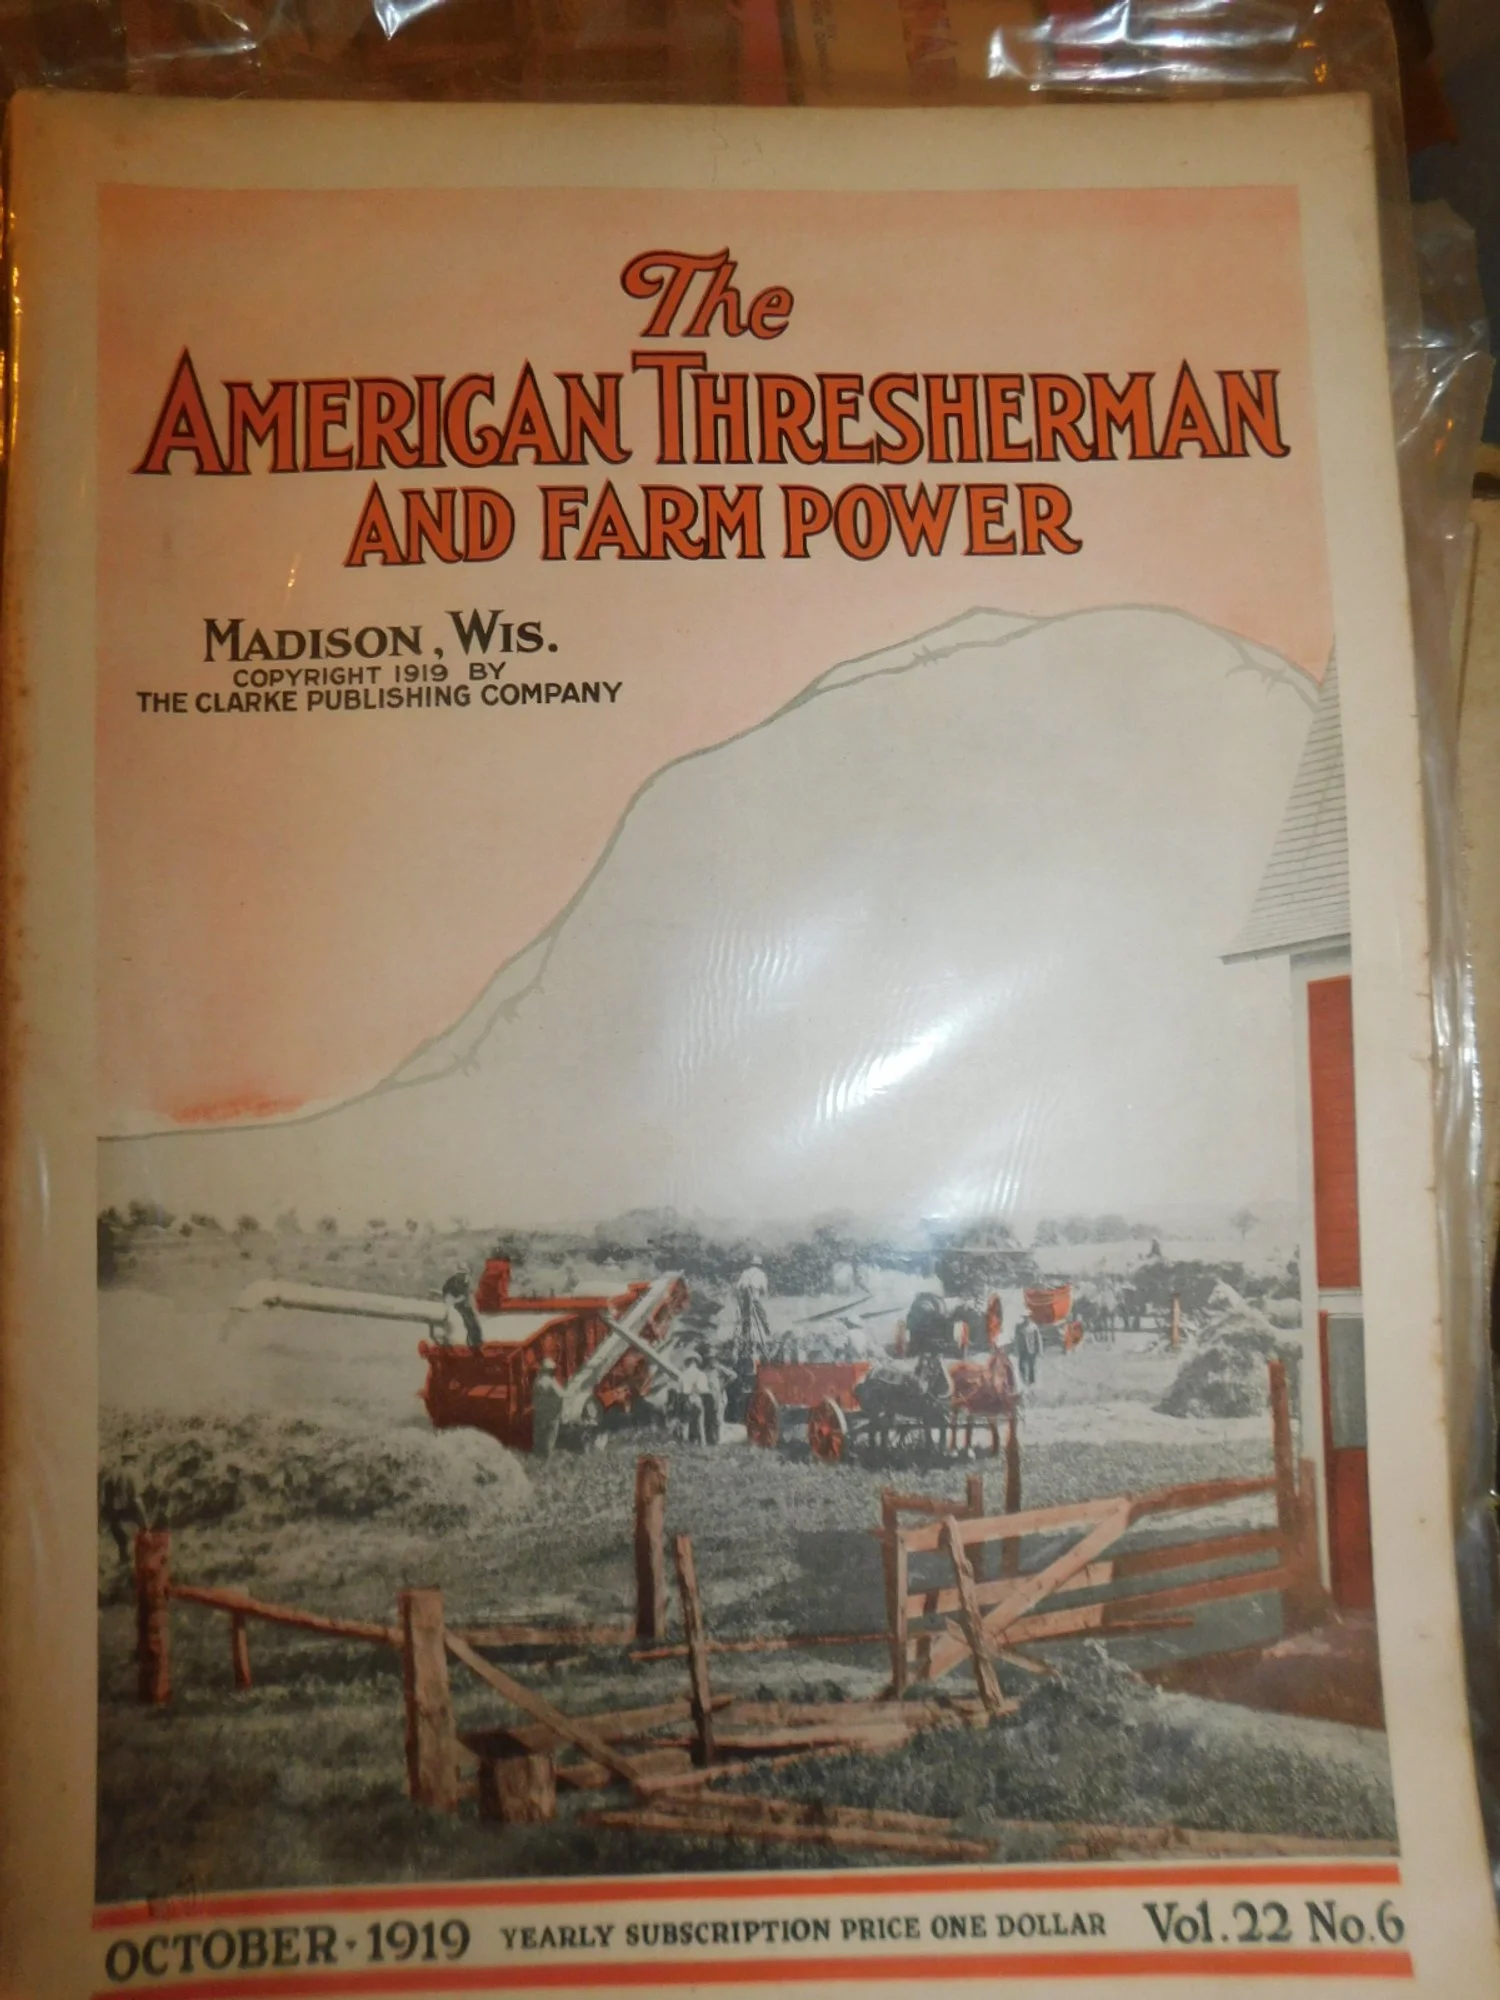 The
AMERICAN THRESHERMAN
AND FARM POWER
MADISON, WIS.
COPYRIGHT 1919 BY
THE CLARKE PUBLISHING COMPANY
OCTOBER · 1919 YEARLY SUBSCRIPTION PRICE ONE DOLLAR Vol. 22 No. 6